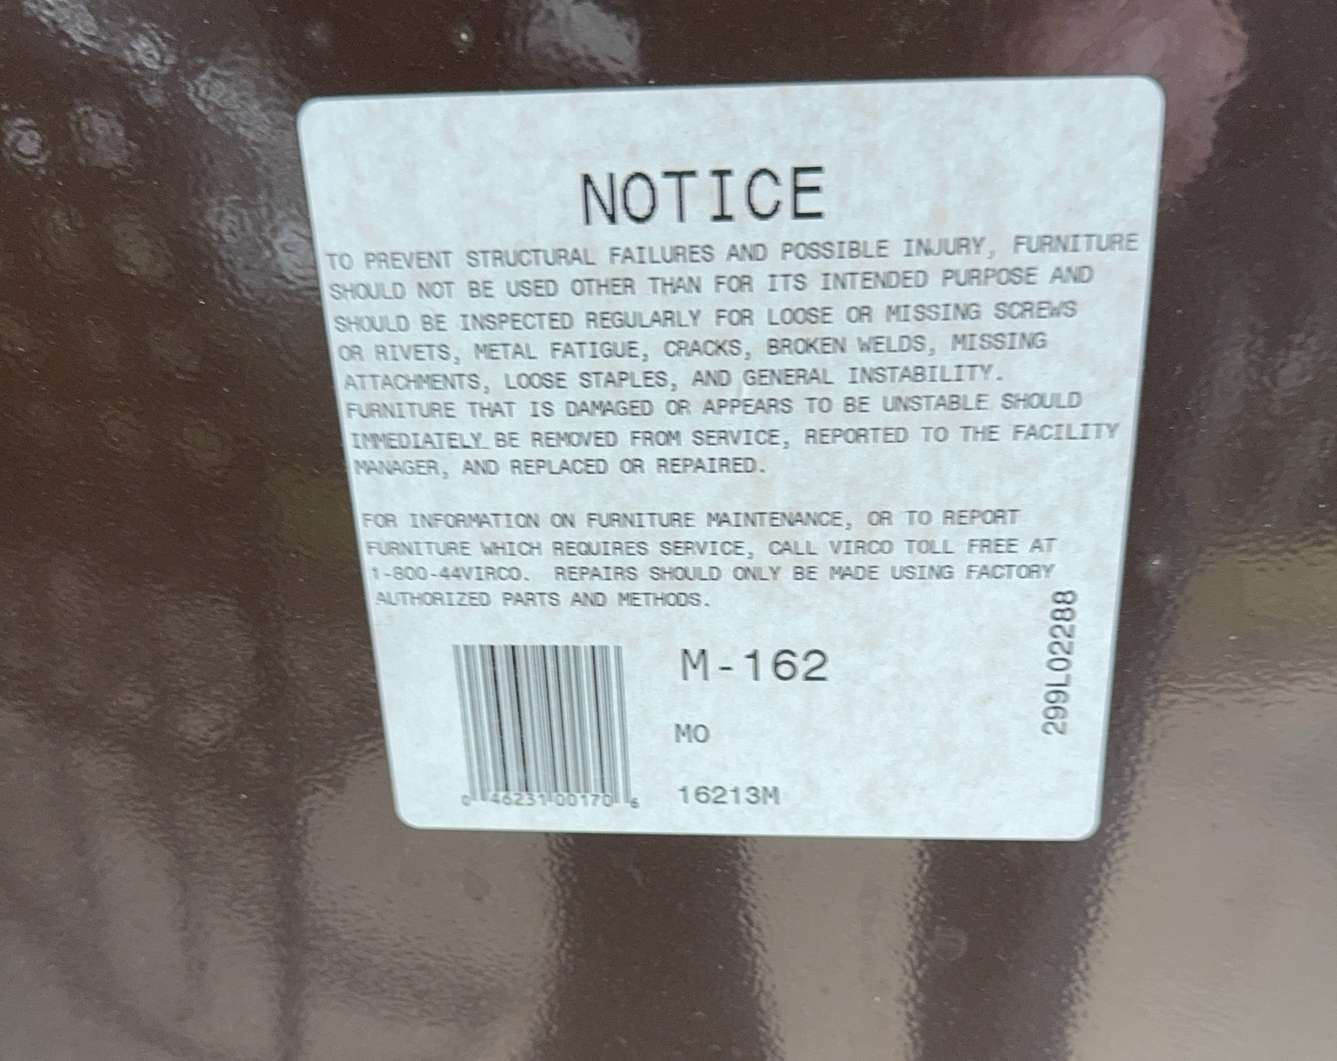 NOTICE
TO PREVENT STRUCTURAL FAILURES AND POSSIBLE INJURY, FURNITURE
SHOULD NOT BE USED OTHER THAN FOR ITS INTENDED PURPOSE AND
SHOULD BE INSPECTED REGULARLY FOR LOOSE OR MISSING SCREWS
OR RIVETS, METAL FATIGUE, CRACKS, BROKEN WELDS, MISSING
ATTACHMENTS, LOOSE STAPLES, AND GENERAL INSTABILITY.
FURNITURE THAT IS DAMAGED OR APPEARS TO BE UNSTABLE SHOULD
IMMEDIATELY BE REMOVED FROM SERVICE, REPORTED TO THE FACILITY
MANAGER, AND REPLACED OR REPAIRED.
FOR INFORMATION ON FURNITURE MAINTENANCE, OR TO REPORT
FURNITURE WHICH REQUIRES SERVICE, CALL VIRCO TOLL FREE AT
1-800-44VIRCO. REPAIRS SHOULD ONLY BE MADE USING FACTORY
AUTHORIZED PARTS AND METHODS.
M-162
MO
16213M
0 46231 00170 6
299L02288